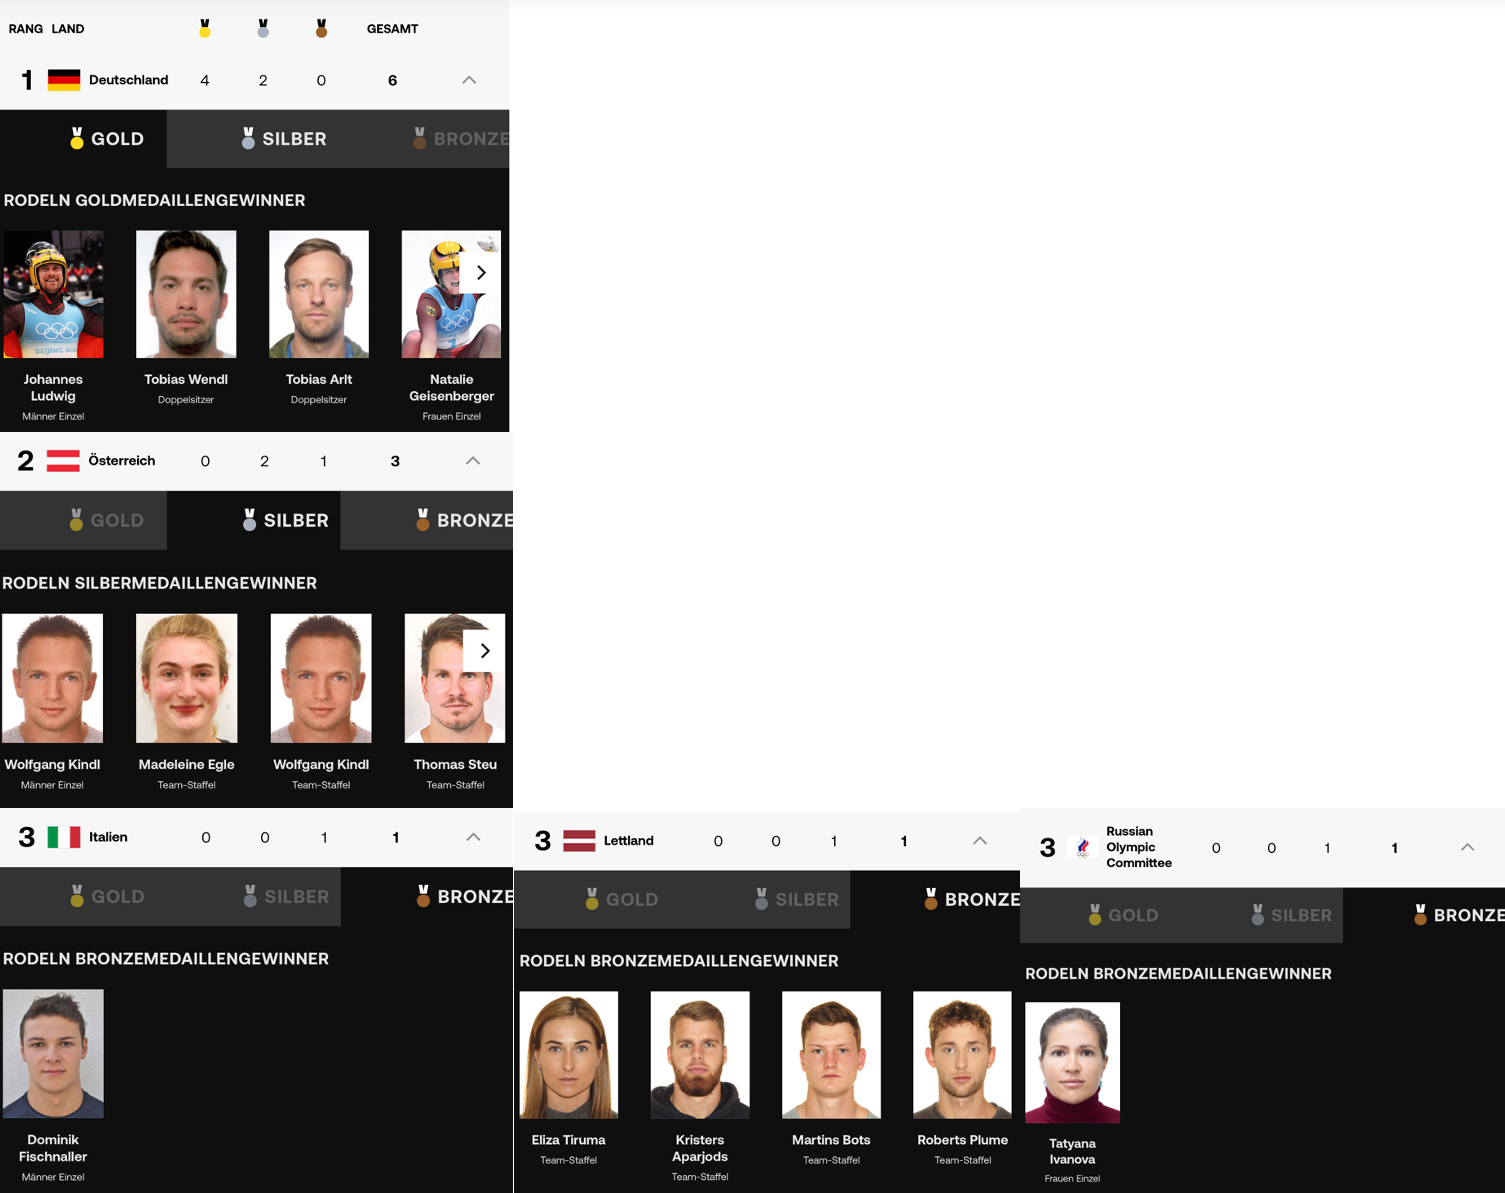 RANG LAND GESAMT
1 Deutschland 4 2 0 6
GOLD SILBER BRONZE
RODELN GOLDMEDAILLENGEWINNER
Johannes
Ludwig
Männer Einzel
Tobias Wendl
Doppelsitzer
Tobias Arlt
Doppelsitzer
Natalie
Geisenberger
Frauen Einzel
2 Österreich 0 2 1 3
GOLD SILBER BRONZE
RODELN SILBERMEDAILLENGEWINNER
Wolfgang Kindl
Männer Einzel
Madeleine Egle
Team-Staffel
Wolfgang Kindl
Team-Staffel
Thomas Steu
Team-Staffel
3 Italien 0 0 1 1
GOLD SILBER BRONZE
RODELN BRONZEMEDAILLENGEWINNER
Dominik
Fischnaller
Männer Einzel
3 Lettland 0 0 1 1
GOLD SILBER BRONZE
RODELN BRONZEMEDAILLENGEWINNER
Eliza Tiruma
Team-Staffel
Kristers
Aparjods
Team-Staffel
Martins Bots
Team-Staffel
Roberts Plume
Team-Staffel
3 Russian
Olympic
Committee
0 0 1 1
GOLD SILBER BRONZE
RODELN BRONZEMEDAILLENGEWINNER
Tatyana
Ivanova
Frauen Einzel